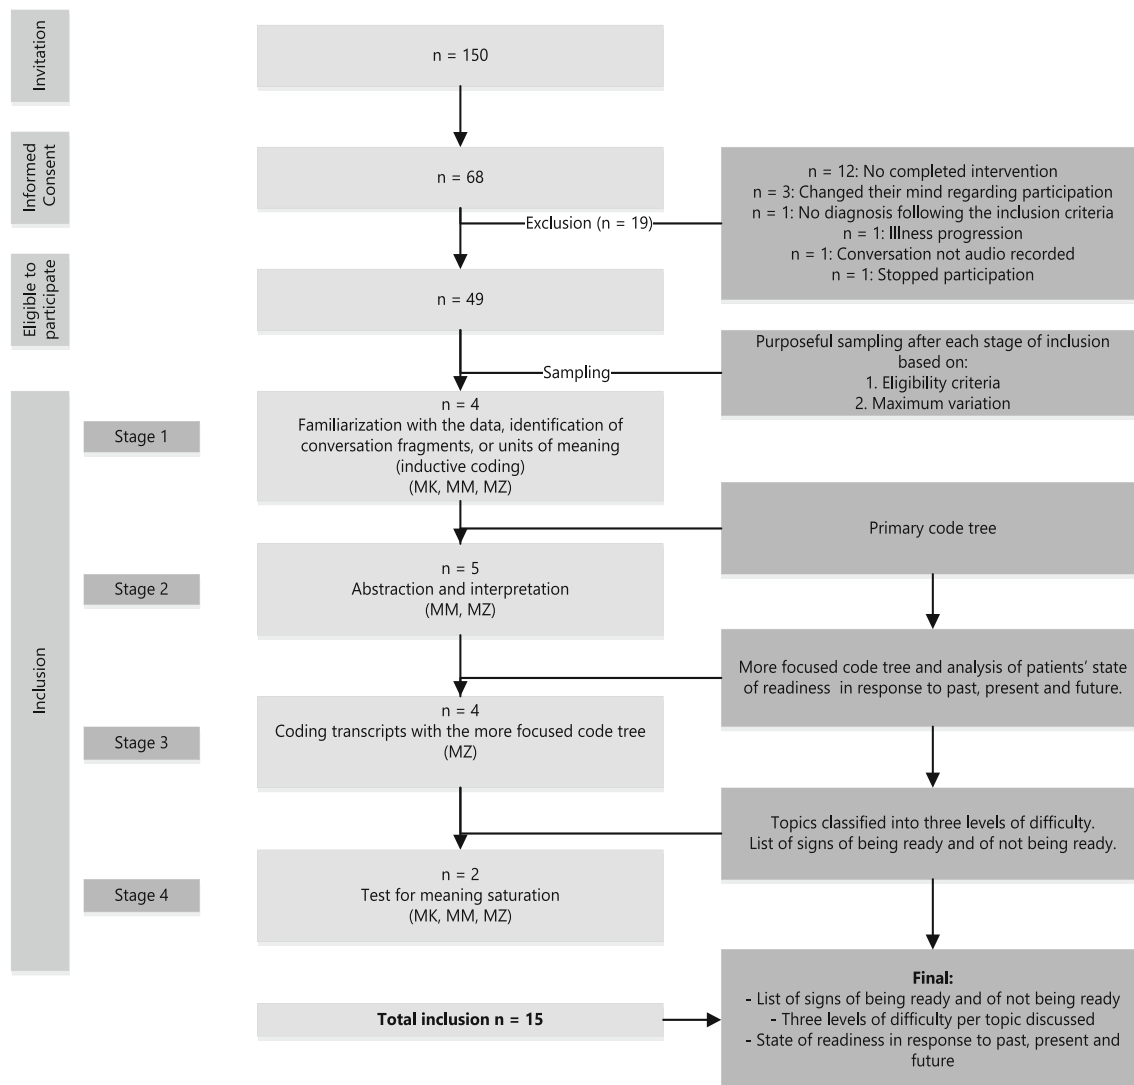 Invitation
n = 150
Informed
Consent
n = 68
Exclusion (n = 19)
n = 12: No completed intervention
n = 3: Changed their mind regarding participation
n = 1: No diagnosis following the inclusion criteria
n = 1: Illness progression
n = 1: Conversation not audio recorded
n = 1: Stopped participation
Eligible to
participate
n = 49
Sampling
Purposeful sampling after each stage of inclusion
based on:
1. Eligibility criteria
2. Maximum variation
Inclusion
Stage 1
n = 4
Familiarization with the data, identification of
conversation fragments, or units of meaning
(inductive coding)
(MK, MM, MZ)
Primary code tree
Stage 2
n = 5
Abstraction and interpretation
(MM, MZ)
More focused code tree and analysis of patients‘ state
of readiness in response to past, present and future.
Stage 3
n = 4
Coding transcripts with the more focused code tree
(MZ)
Topics classified into three levels of difficulty.
List of signs of being ready and of not being ready.
Stage 4
n = 2
Test for meaning saturation
(MK, MM, MZ)
Total inclusion n = 15
Final:
- List of signs of being ready and of not being ready
- Three levels of difficulty per topic discussed
- State of readiness in response to past, present and
future